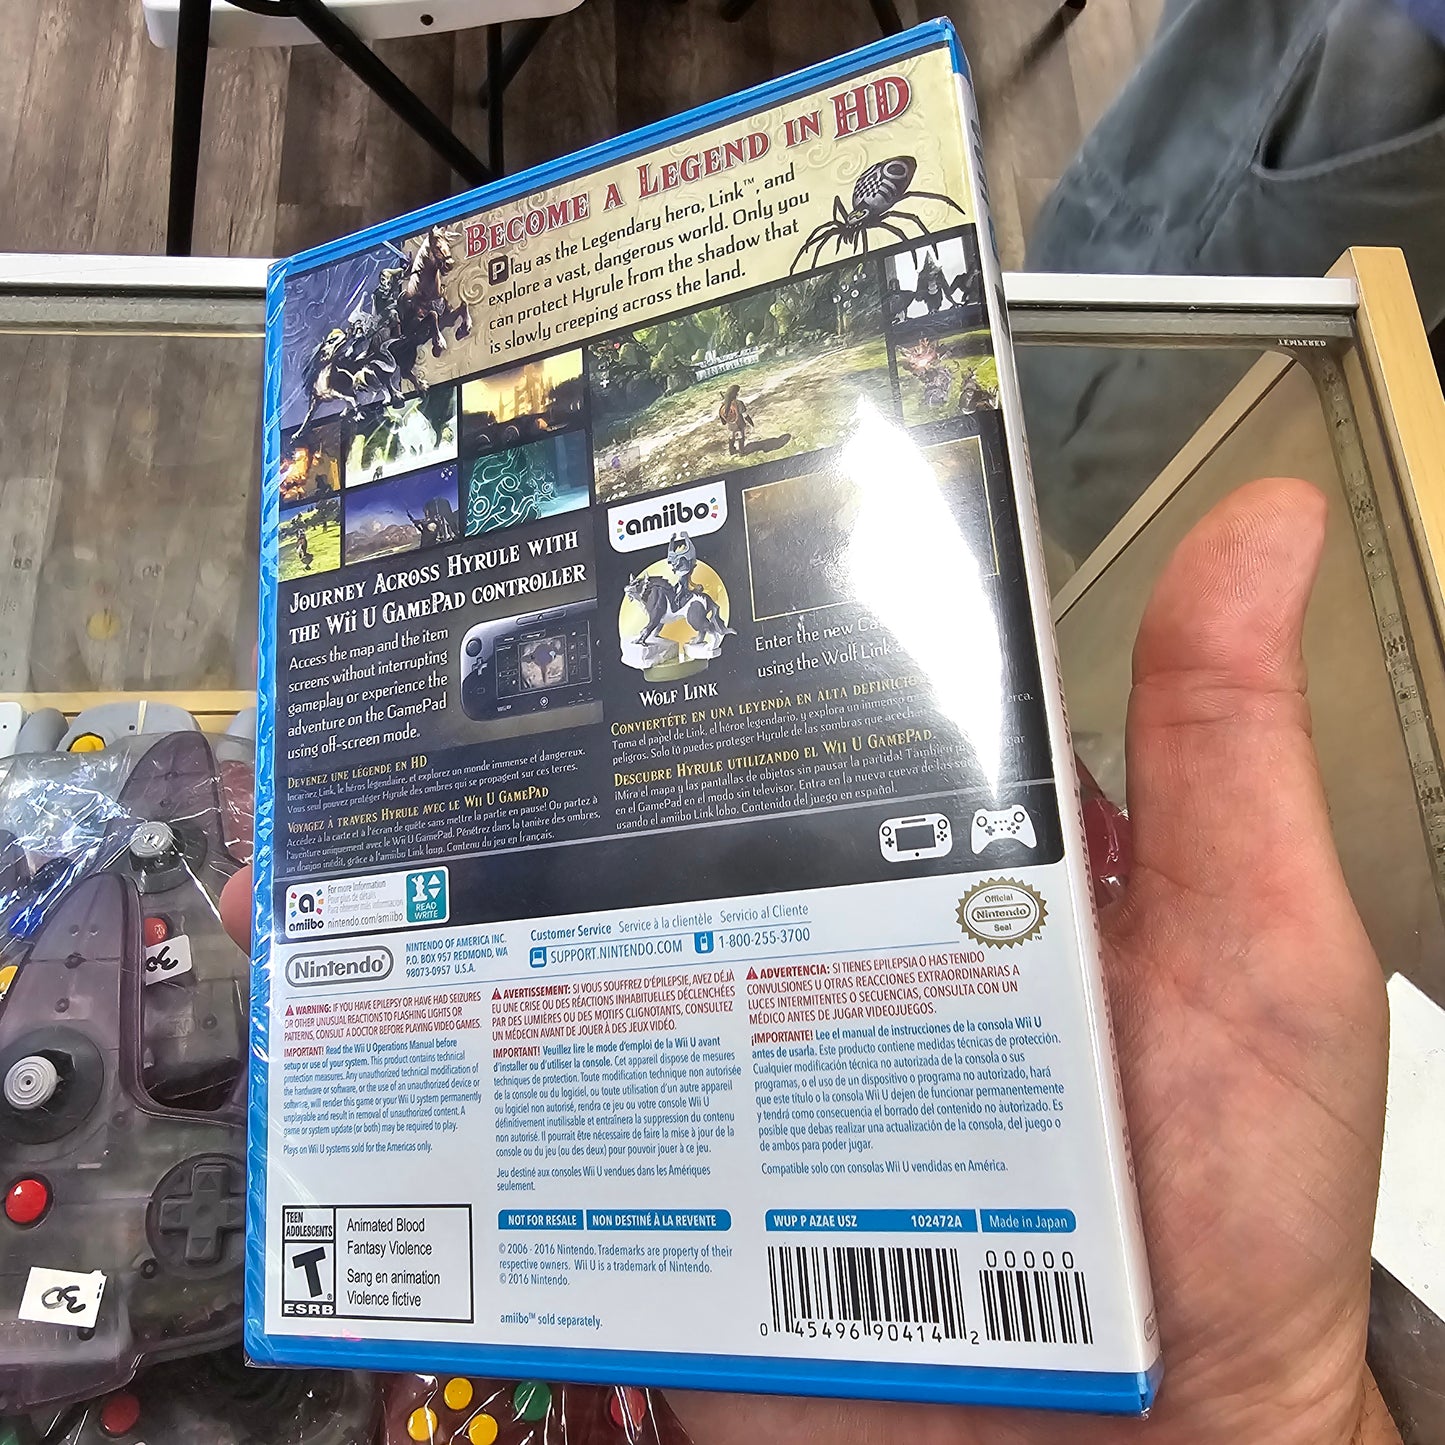 BECOME A LEGEND IN HD
Play as the Legendary hero, Link™, and
explore a vast, dangerous world. Only you
can protect Hyrule from the shadow that
is slowly creeping across the land.
JOURNEY ACROSS HYRULE WITH
THE Wii U GAMEPAD CONTROLLER
Access the map and the item
screens without interrupting
gameplay or experience the
adventure on the GamePad
using off-screen mode.
amiibo
WOLF LINK
Enter the new
using the Wolf Link
DEVENEZ UNE LÉGENDE EN HD
Incarnez Link, le héros légendaire, et explorez un monde immense et dangereux.
Vous seul pouvez protéger Hyrule des ombres qui se propagent sur ces terres.
VOYAGEZ À TRAVERS HYRULE AVEC LE Wii U GAMEPAD
Accédez à la carte et à l'écran de quête sans mettre la partie en pause! Ou partez à
l'aventure uniquement avec le Wii U GamePad. Pénétrez dans la tanière des ombres,
un donjon inédit, grâce à l'amiibo Link loup. Contenu du jeu en français.
CONVIÉRTETE EN UNA LEYENDA EN ALTA
Toma el papel de Link, el héroe legendario, y explora un inmenso
peligros. Solo tú puedes proteger Hyrule de las sombras que
DESCUBRE HYRULE UTILIZANDO EL Wii U GAMEPAD.
¡Mira el mapa y las pantallas de objetos sin pausar la partida! También
en el GamePad en el modo sin televisor. Entra en la nueva cueva de las
usando el amiibo Link lobo. Contenido del juego en español.
amiibo
For more information
Pour plus de détails
Para obtener más información
nintendo.com/amiibo
READ
WRITE
Nintendo
NINTENDO OF AMERICA INC.
P.O. BOX 957 REDMOND, WA
98073-0957 U.S.A.
Customer Service Service à la clientèle Servicio al Cliente
SUPPORT.NINTENDO.COM 1-800-255-3700
Official
Nintendo
Seal
WARNING: IF YOU HAVE EPILEPSY OR HAVE HAD SEIZURES
OR OTHER UNUSUAL REACTIONS TO FLASHING LIGHTS OR
PATTERNS, CONSULT A DOCTOR BEFORE PLAYING VIDEO GAMES.
IMPORTANT! Read the Wii U Operations Manual before
setup or use of your system. This product contains technical
protection measures. Any unauthorized technical modification of
the hardware or software, or the use of an unauthorized device or
software, will render this game or your Wii U system permanently
unplayable and result in removal of unauthorized content. A
game or system update (or both) may be required to play.
Plays on Wii U systems sold for the Americas only.
AVERTISSEMENT: SI VOUS SOUFFREZ D'ÉPILEPSIE, AVEZ DÉJÀ
EU UNE CRISE OU DES RÉACTIONS INHABITUELLES DÉCLENCHÉES
PAR DES LUMIÈRES OU DES MOTIFS CLIGNOTANTS, CONSULTEZ
UN MÉDECIN AVANT DE JOUER À DES JEUX VIDÉO.
IMPORTANT! Veuillez lire le mode d'emploi de la Wii U avant
d'installer ou d'utiliser la console. Cet appareil dispose de mesures
techniques de protection. Toute modification technique non autorisée
de la console ou du logiciel, ou toute utilisation d'un autre appareil
ou logiciel non autorisé, rendra ce jeu ou votre console Wii U
définitivement inutilisable et entraînera la suppression du contenu
non autorisé. Il pourrait être nécessaire de faire la mise à jour de la
console ou du jeu (ou des deux) pour pouvoir jouer à ce jeu.
Jeu destiné aux consoles Wii U vendues dans les Amériques
seulement.
ADVERTENCIA: SI TIENES EPILEPSIA O HAS TENIDO
CONVULSIONES U OTRAS REACCIONES EXTRAORDINARIAS A
LUCES INTERMITENTES O SECUENCIAS, CONSULTA CON UN
MÉDICO ANTES DE JUGAR VIDEOJUEGOS.
¡IMPORTANTE! Lee el manual de instrucciones de la consola Wii U
antes de usarla. Este producto contiene medidas técnicas de protección.
Cualquier modificación técnica no autorizada de la consola o sus
programas, o el uso de un dispositivo o programa no autorizado, hará
que este título o la consola Wii U dejen de funcionar permanentemente
y tendrá como consecuencia el borrado del contenido no autorizado. Es
posible que debas realizar una actualización de la consola, del juego o
de ambos para poder jugar.
Compatible solo con consolas Wii U vendidas en América.
TEEN
ADOLESCENTS
T
ESRB
Animated Blood
Fantasy Violence
Sang en animation
Violence fictive
NOT FOR RESALE NON DESTINÉ À LA REVENTE
© 2006 - 2016 Nintendo. Trademarks are property of their
respective owners. Wii U is a trademark of Nintendo.
© 2016 Nintendo.
amiibo™ sold separately.
WUP P AZAE USZ 102472A Made in Japan
00000
0 45496 90414 2
TEMPERED
30
30